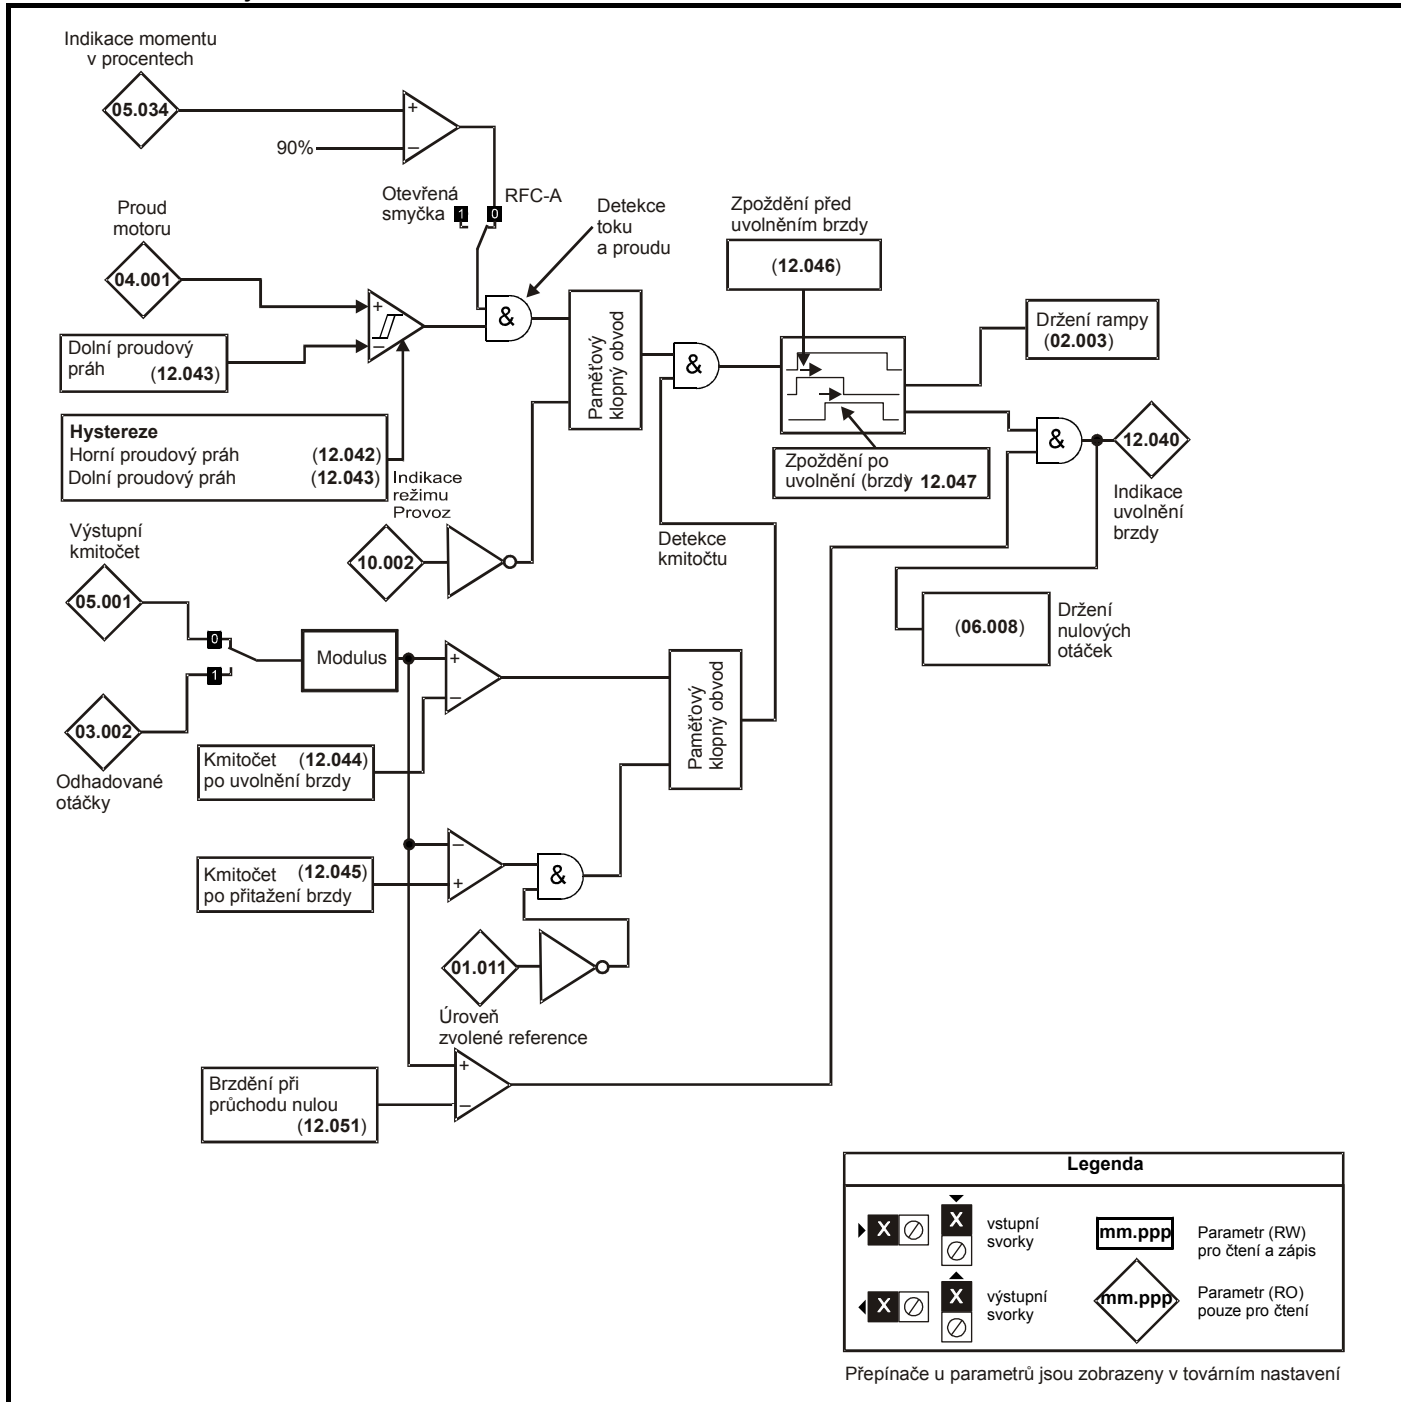 Indikace momentu
v procentech
05.034
+
−
90%
Otevřená
smyčka
1
0
RFC-A
Detekce
toku
a proudu
Zpoždění před
uvolněním brzdy
(12.046)
Proud
motoru
04.001
+
−
&
Dolní proudový
práh
(12.043)
Paměťový
klopný obvod
&
Držení rampy
(02.003)
Hystereze
Horní proudový práh (12.042)
Dolní proudový práh (12.043)
Indikace
režimu
Provoz
10.002
Zpoždění po
uvolnění (brzdy 12.047
&
12.040
Indikace
uvolnění
brzdy
Výstupní
kmitočet
05.001
Detekce
kmitočtu
(06.008)
Držení
nulových
otáček
0
1
Modulus
+
−
Paměťový
klopný obvod
03.002
Odhadované
otáčky
Kmitočet (12.044)
po uvolnění brzdy
−
+
&
Kmitočet (12.045)
po přitažení brzdy
01.011
Úroveň
zvolené reference
+
−
Brzdění při
průchodu nulou
(12.051)
Legenda
X
X
vstupní
svorky
mm.ppp
Parametr (RW)
pro čtení a zápis
X
X
výstupní
svorky
mm.ppp
Parametr (RO)
pouze pro čtení
Přepínače u parametrů jsou zobrazeny v továrním nastavení